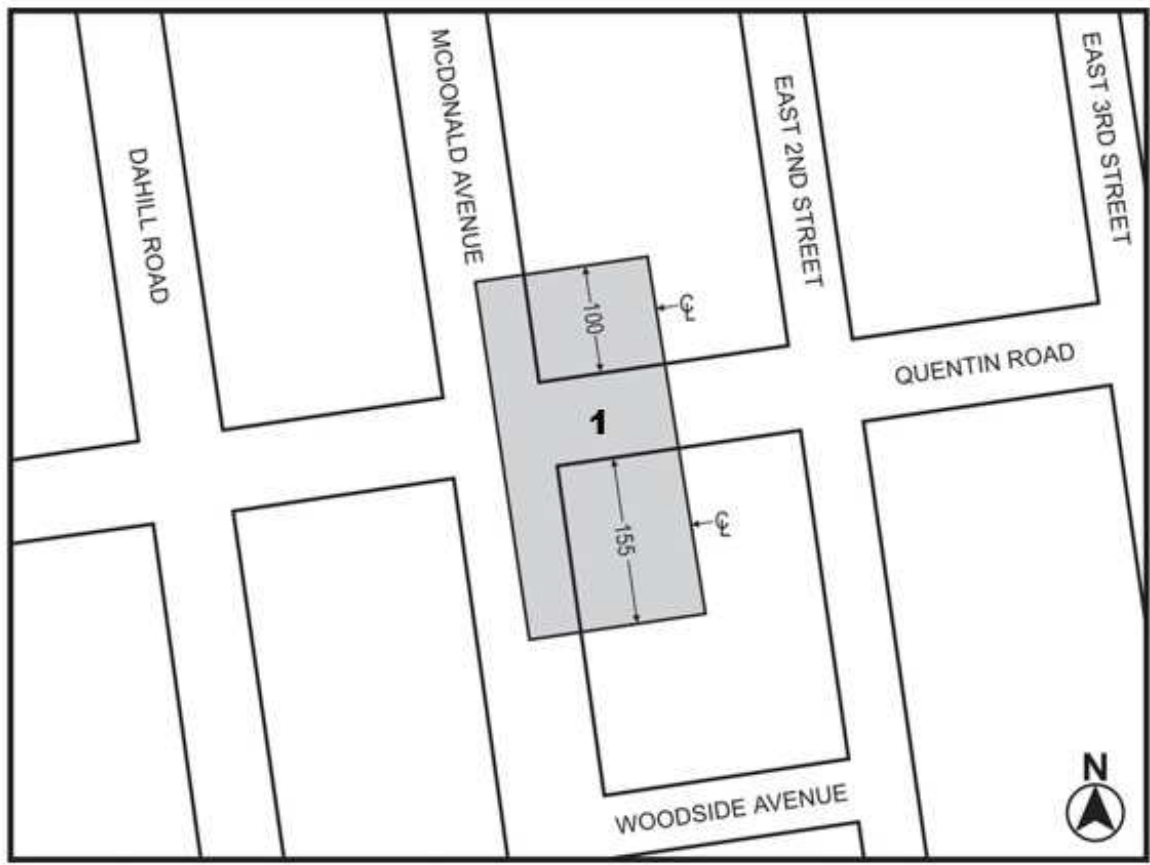 MCDONALD AVENUE
EAST 2ND STREET
EAST 3RD STREET
DAHILL ROAD
100
℄
QUENTIN ROAD
1
155
℄
WOODSIDE AVENUE
N